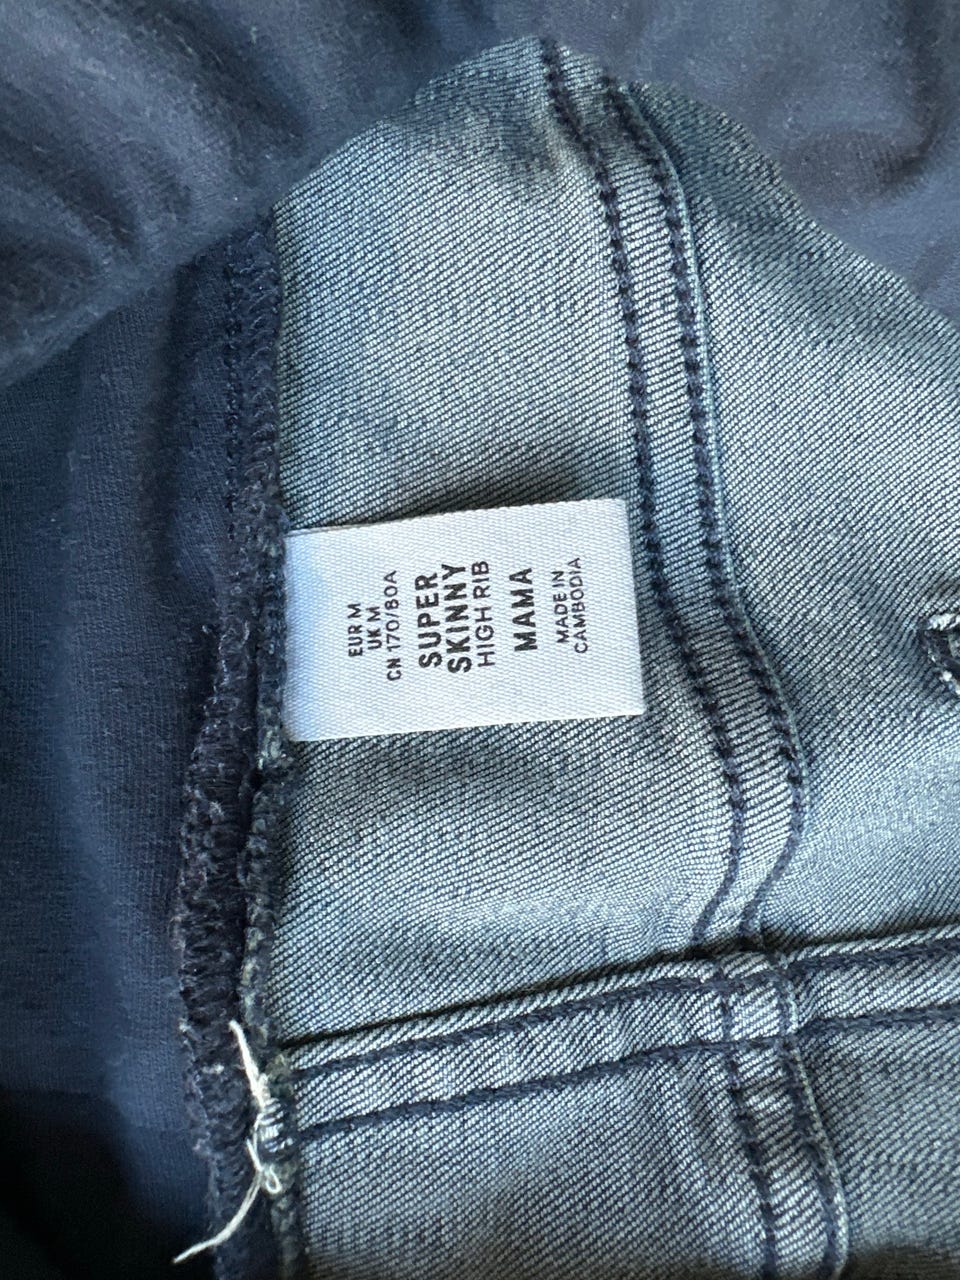 EUR M
UK M
CN 170/80A
SUPER
SKINNY
HIGH RIB
MAMA
MADE IN
CAMBODIA